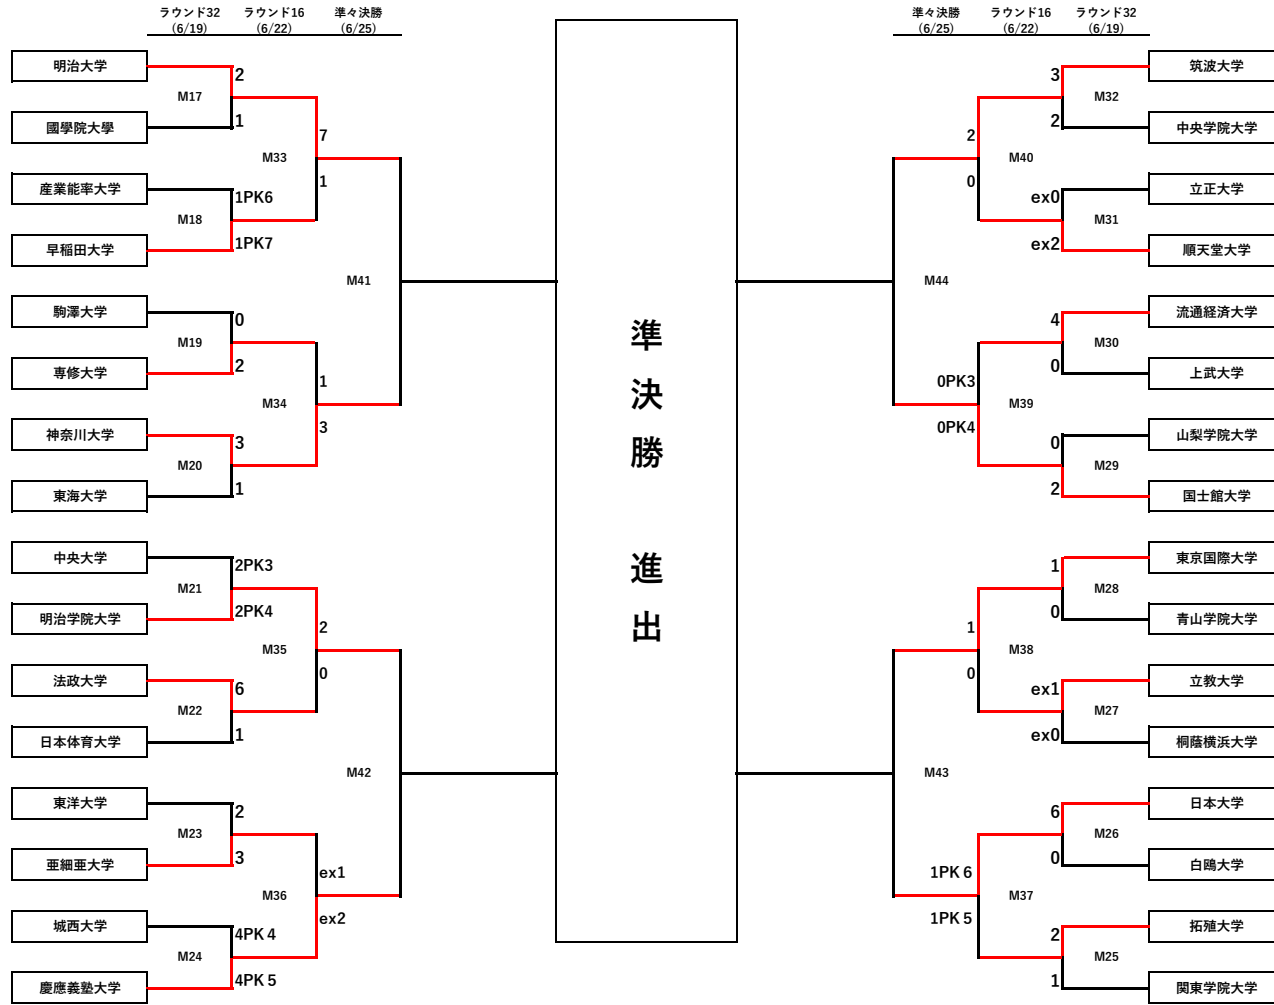 ラウンド32 ラウンド16 準々決勝
(6/19) (6/22) (6/25)
明治大学
2
M17
1
國學院大學
7
M33
1
産業能率大学
1PK6
M18
1PK7
早稲田大学
M41
駒澤大学
0
M19
2
専修大学
1
M34
3
神奈川大学
3
M20
1
東海大学
中央大学
2PK3
M21
2PK4
明治学院大学
2
M35
0
法政大学
6
M22
1
日本体育大学
M42
東洋大学
2
M23
3
亜細亜大学
ex1
M36
ex2
城西大学
4PK 4
M24
4PK 5
慶應義塾大学
準
決
勝
進
出
準々決勝 ラウンド16 ラウンド32
(6/25) (6/22) (6/19)
筑波大学
3
M32
2
中央学院大学
2
M40
0
立正大学
ex0
M31
ex2
順天堂大学
M44
流通経済大学
4
M30
0
上武大学
0PK3
M39
0PK4
山梨学院大学
0
M29
2
国士館大学
東京国際大学
1
M28
0
青山学院大学
1
M38
0
立教大学
ex1
M27
ex0
桐蔭横浜大学
M43
日本大学
6
M26
0
白鴎大学
1PK 6
M37
1PK 5
拓殖大学
2
M25
1
関東学院大学